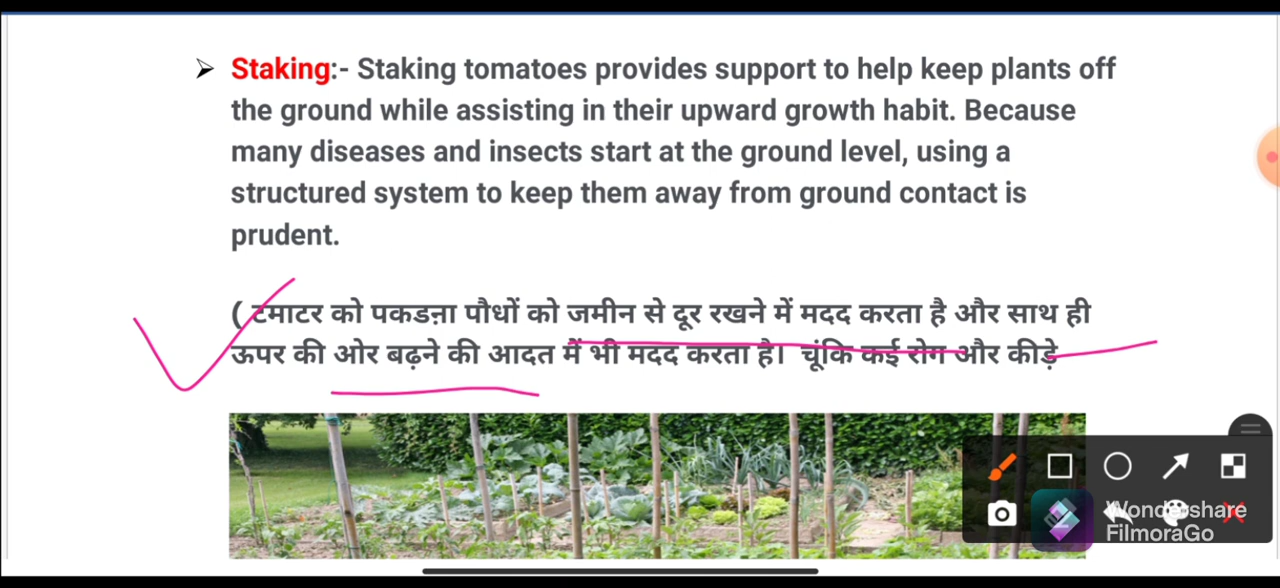 ➢ Staking:- Staking tomatoes provides support to help keep plants off
the ground while assisting in their upward growth habit. Because
many diseases and insects start at the ground level, using a
structured system to keep them away from ground contact is
prudent.
( टमाटर को पकडऩा पौधों को जमीन से दूर रखने में मदद करता है और साथ ही
ऊपर की ओर बढ़ने की आदत में भी मदद करता है। चूंकि कई रोग और कीड़े
Wondershare
FilmoraGo